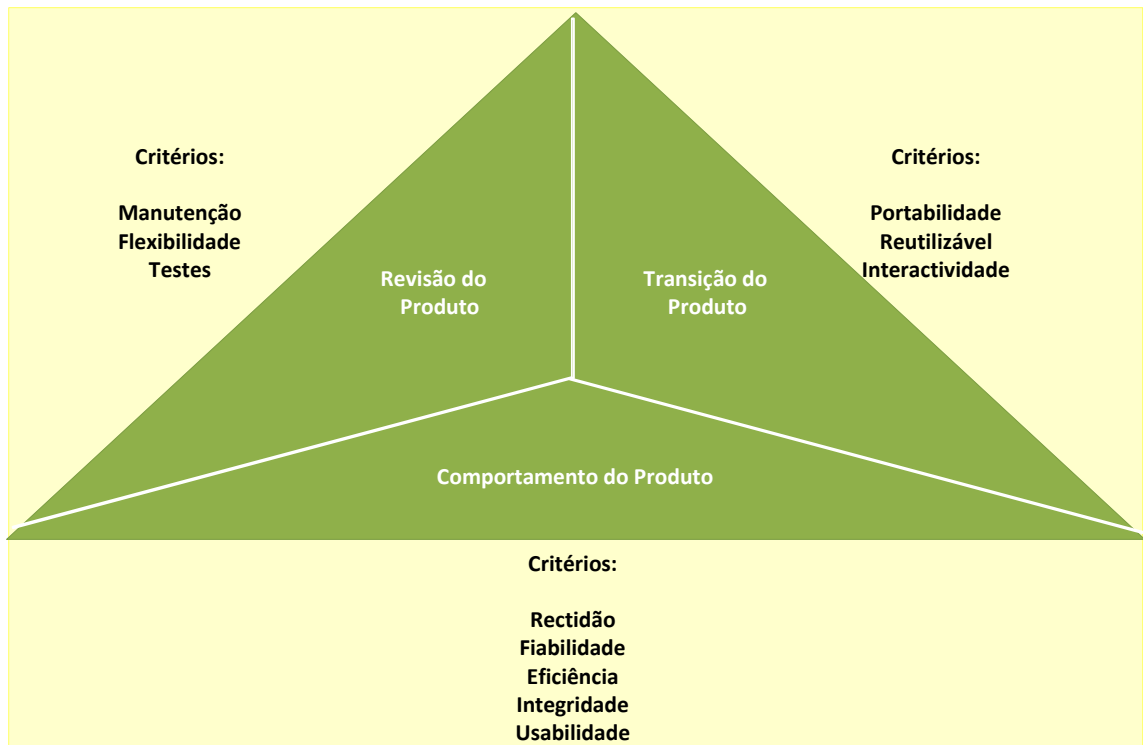 Critérios:
Manutenção
Flexibilidade
Testes
Critérios:
Portabilidade
Reutilizável
Interactividade
Revisão do
Produto
Transição do
Produto
Comportamento do Produto
Critérios:
Rectidão
Fiabilidade
Eficiência
Integridade
Usabilidade